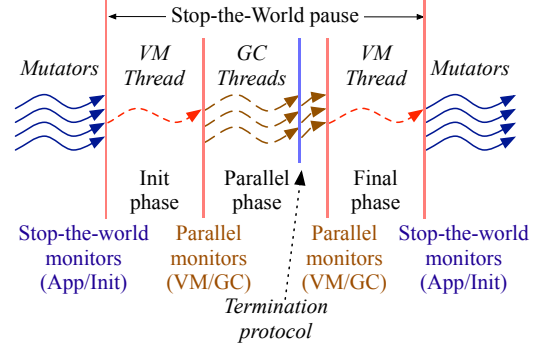 Stop-the-World pause
Mutators
VM
Thread
GC
Threads
VM
Thread
Mutators
Init
phase
Parallel
phase
Final
phase
Stop-the-world
monitors
(App/Init)
Parallel
monitors
(VM/GC)
Parallel
monitors
(VM/GC)
Stop-the-world
monitors
(App/Init)
Termination
protocol